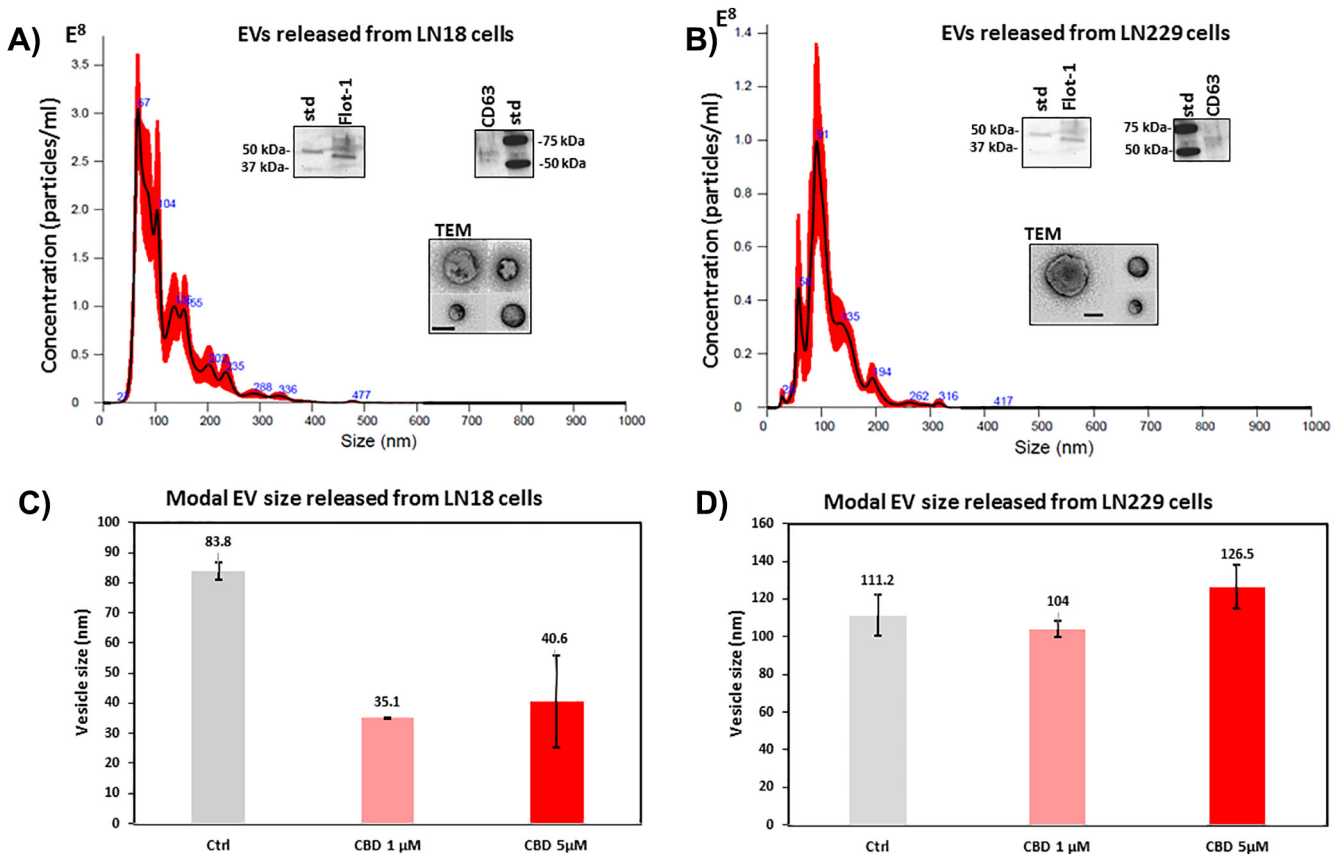 A)
E8
EVs released from LN18 cells
Concentration (particles/ml)
3.5
3.0
2.5
2.0
1.5
1.0
0.5
0
67
104
202
235
288
336
477
std
Flot-1
50 kDa-
37 kDa-
CD63
std
-75 kDa
-50 kDa
TEM
0 100 200 300 400 500 600 700 800 900 1000
Size (nm)
B)
E8
EVs released from LN229 cells
Concentration (particles/ml)
1.4
1.2
1.0
0.8
0.6
0.4
0.2
0
58
91
135
194
262
316
417
std
Flot-1
50 kDa-
37 kDa-
std
CD63
75 kDa-
50 kDa-
TEM
0 100 200 300 400 500 600 700 800 900 1000
Size (nm)
C)
Modal EV size released from LN18 cells
Vesicle size (nm)
100
90
80
70
60
50
40
30
20
10
0
83.8
35.1
40.6
Ctrl CBD 1 µM CBD 5µM
D)
Modal EV size released from LN229 cells
Vesicle size (nm)
160
140
120
100
80
60
40
20
0
111.2
104
126.5
Ctrl CBD 1 µM CBD 5µM